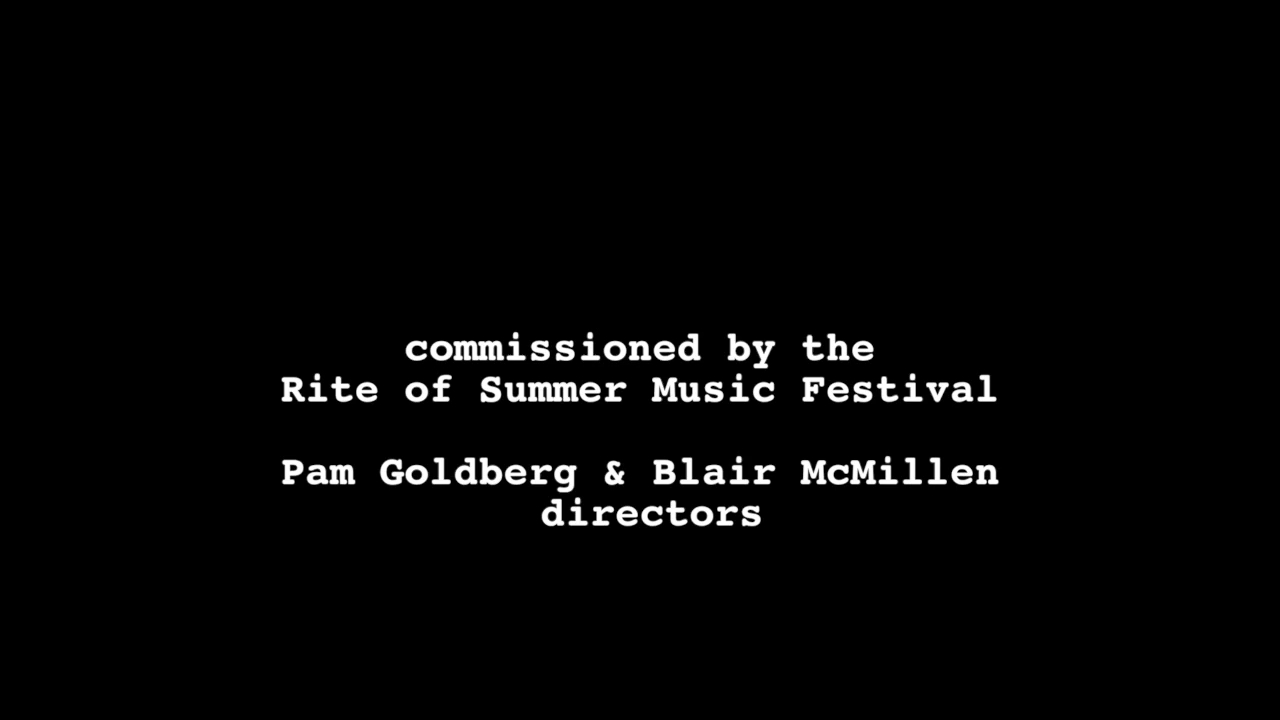 commissioned by the
Rite of Summer Music Festival
Pam Goldberg & Blair McMillen
directors